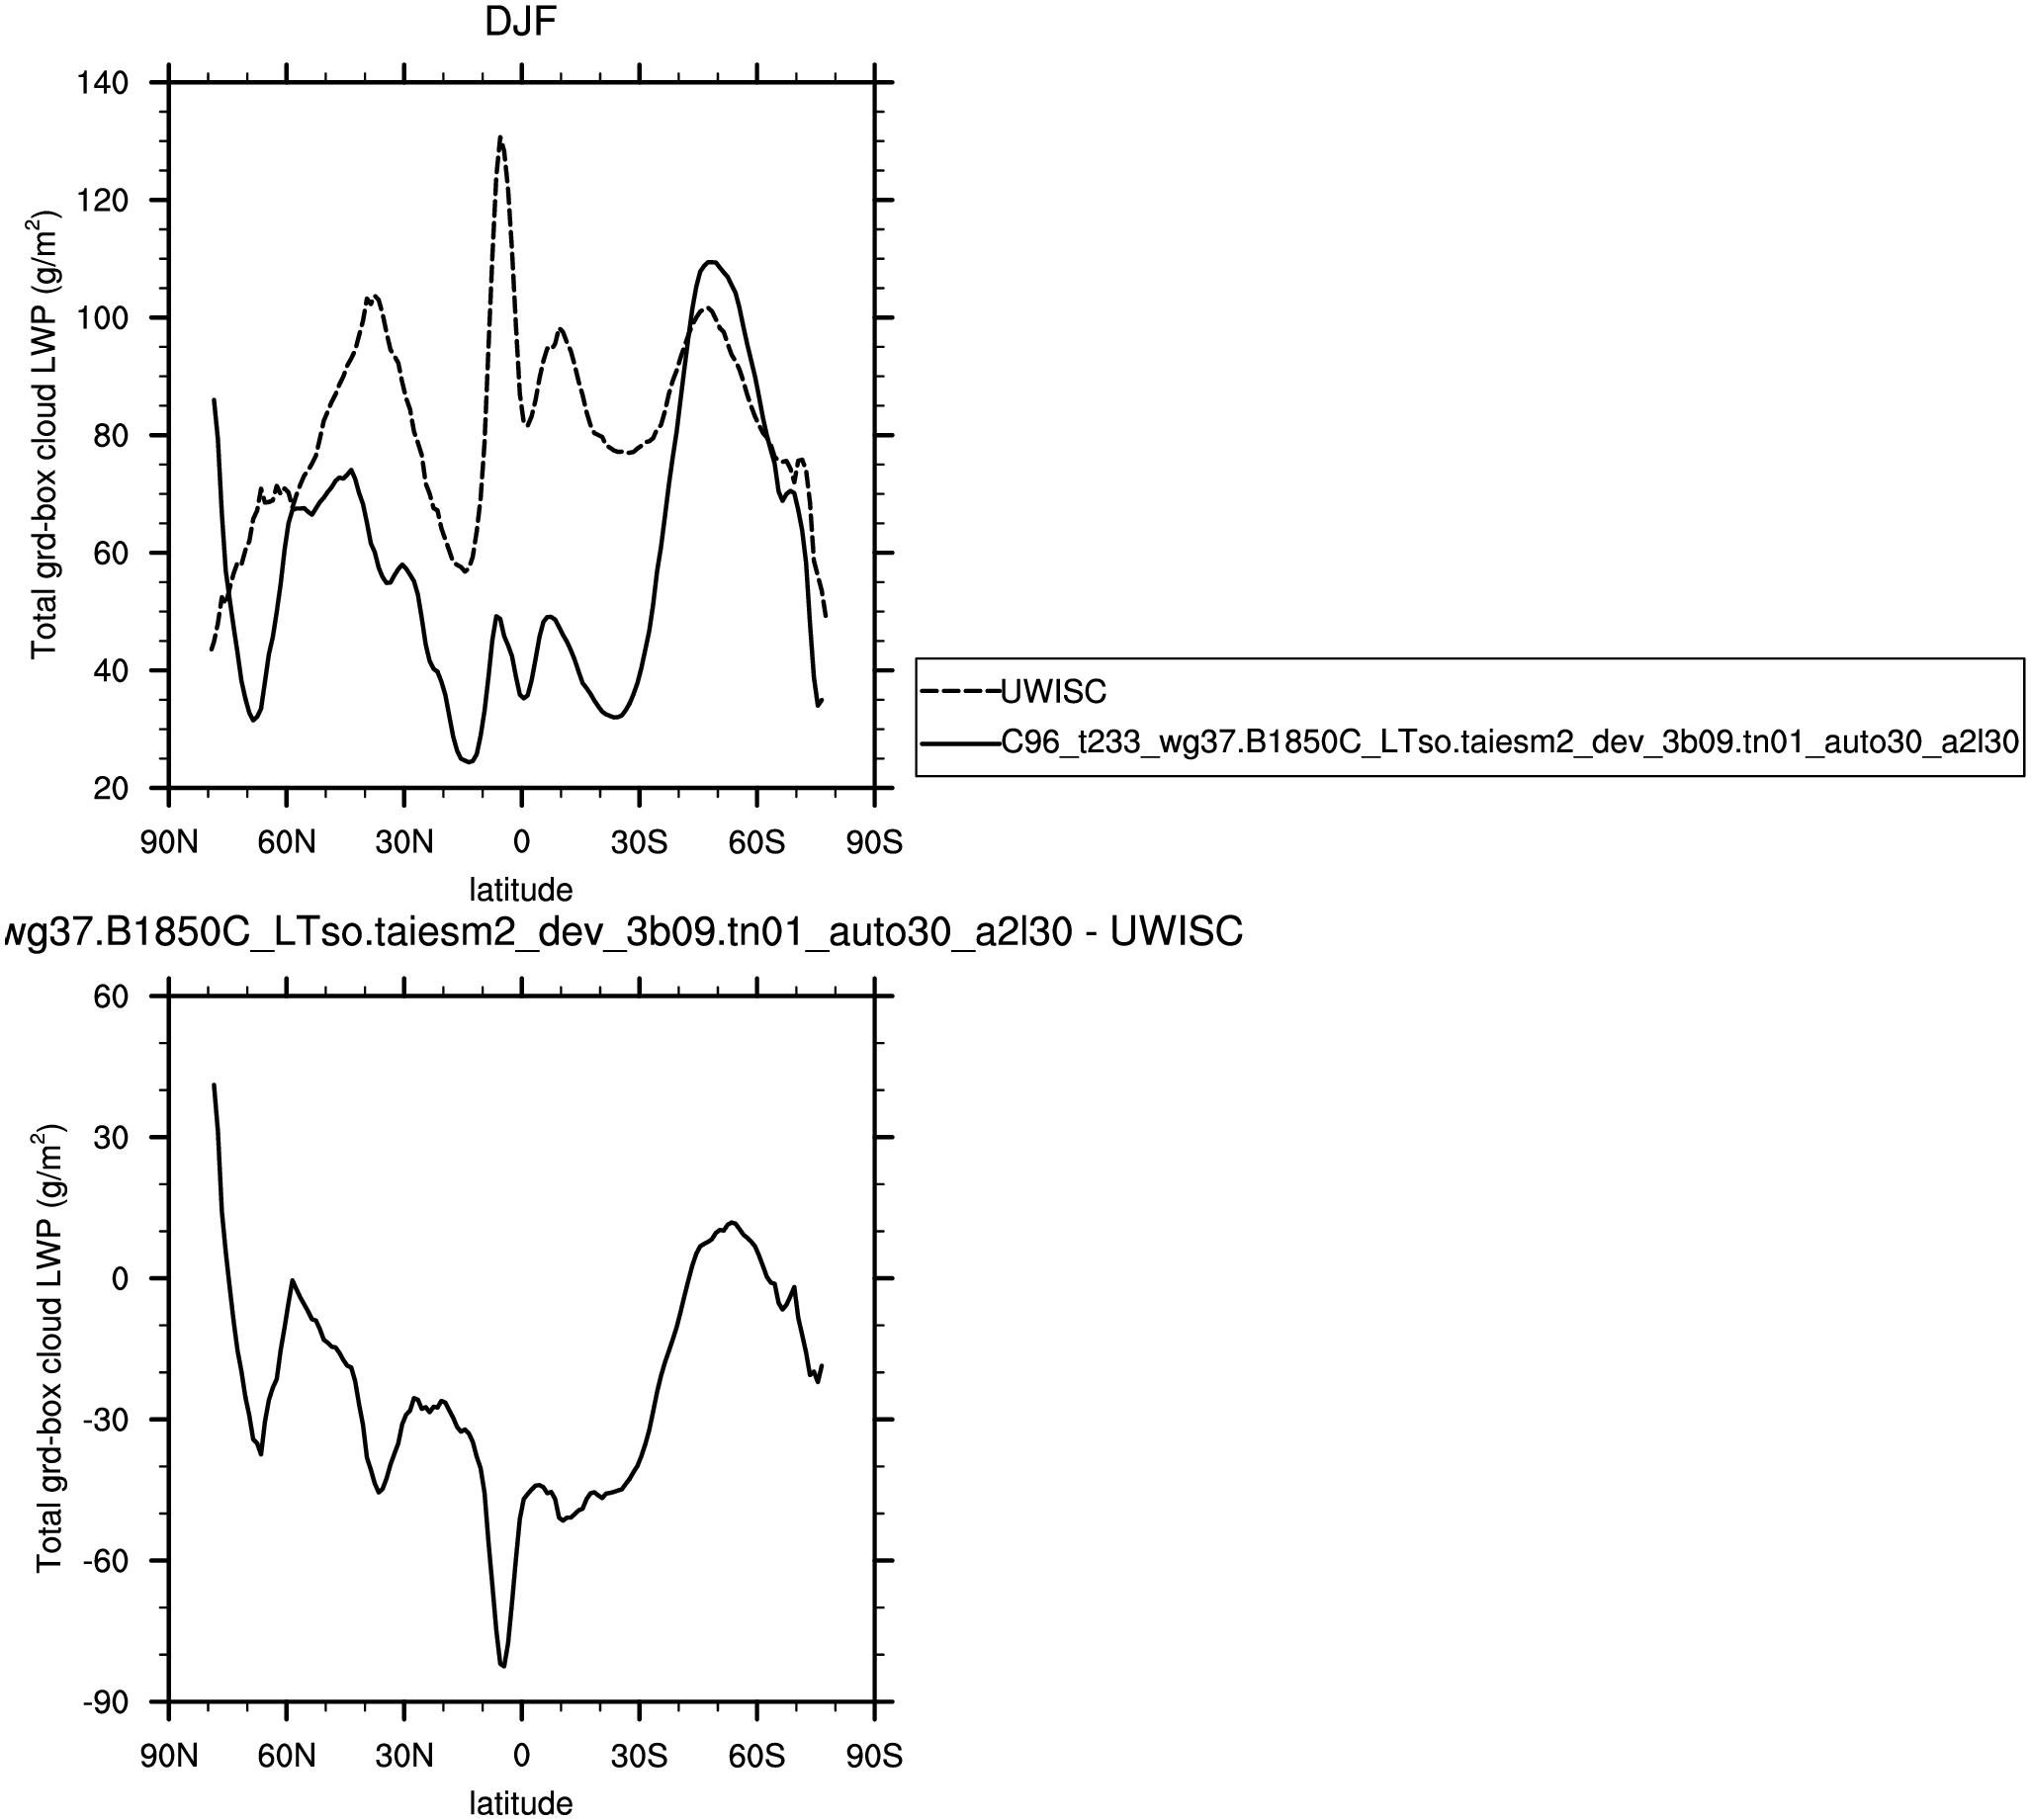 DJF
140
120
100
80
60
40
20
Total grd-box cloud LWP (g/m²)
90N 60N 30N 0 30S 60S 90S
latitude
UWISC
C96_t233_wg37.B1850C_LTso.taiesm2_dev_3b09.tn01_auto30_a2l30
wg37.B1850C_LTso.taiesm2_dev_3b09.tn01_auto30_a2l30 - UWISC
60
30
0
-30
-60
-90
Total grd-box cloud LWP (g/m²)
90N 60N 30N 0 30S 60S 90S
latitude